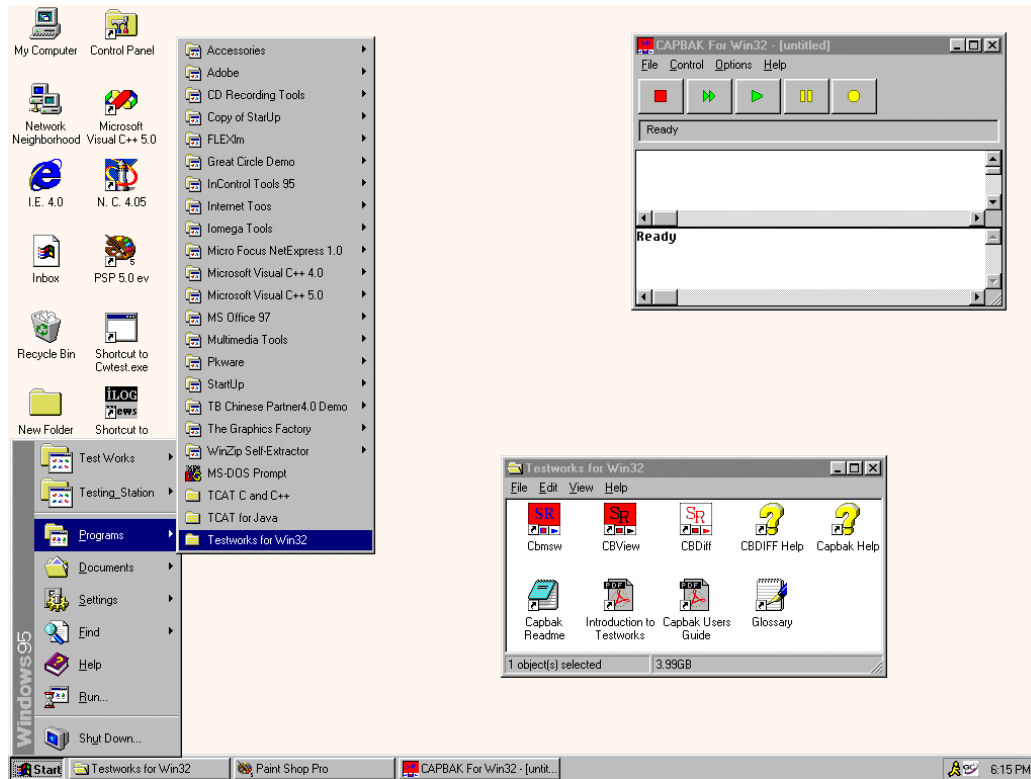 My Computer
Control Panel
Network
Neighborhood
Microsoft
Visual C++ 5.0
I.E. 4.0
N. C. 4.05
Inbox
PSP 5.0 ev
Recycle Bin
Shortcut to
Cwtest.exe
New Folder
ILOG
Views
Shortcut to
Accessories
Adobe
CD Recording Tools
Copy of StarUp
FLEXlm
Great Circle Demo
InControl Tools 95
Internet Toos
Iomega Tools
Micro Focus NetExpress 1.0
Microsoft Visual C++ 4.0
Microsoft Visual C++ 5.0
MS Office 97
Multimedia Tools
Pkware
StartUp
TB Chinese Partner4.0 Demo
The Graphics Factory
WinZip Self-Extractor
MS-DOS Prompt
TCAT C and C++
TCAT for Java
Testworks for Win32
Test Works
Testing_Station
Programs
Documents
Settings
Find
Help
Run...
Shut Down...
Windows95
SR CAPBAK For Win32 - [untitled]
File Control Options Help
Ready
Ready
Testworks for Win32
File Edit View Help
SR
Cbmsw
SR
CBView
SR
CBDiff
CBDIFF Help
Capbak Help
Capbak
Readme
PDF
Introduction to
Testworks
PDF
Capbak Users
Guide
Glossary
1 object(s) selected
3.99GB
Start
Testworks for Win32
Paint Shop Pro
CAPBAK For Win32 - [untit...
6:15 PM